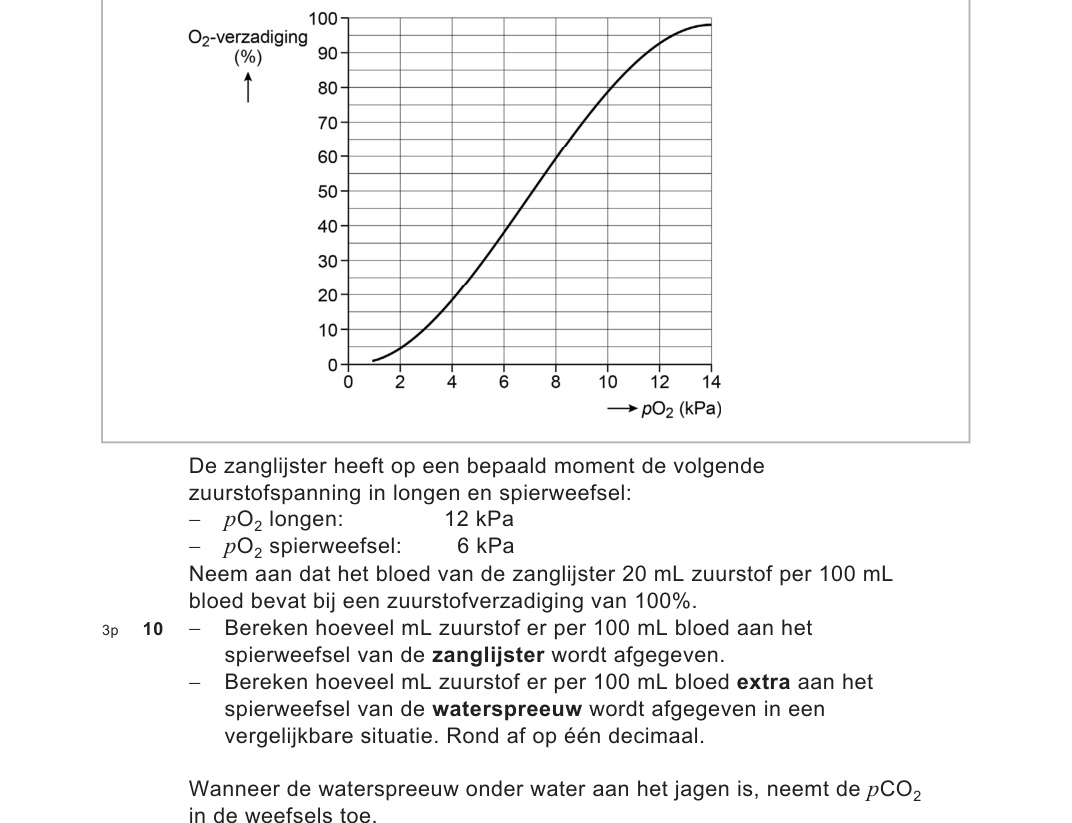 O₂-verzadiging
(%)
100
90
80
70
60
50
40
30
20
10
0
0 2 4 6 8 10 12 14
pO₂ (kPa)
De zanglijster heeft op een bepaald moment de volgende
zuurstofspanning in longen en spierweefsel:
– pO₂ longen: 12 kPa
– pO₂ spierweefsel: 6 kPa
Neem aan dat het bloed van de zanglijster 20 mL zuurstof per 100 mL
bloed bevat bij een zuurstofverzadiging van 100%.
3p 10 – Bereken hoeveel mL zuurstof er per 100 mL bloed aan het
spierweefsel van de zanglijster wordt afgegeven.
– Bereken hoeveel mL zuurstof er per 100 mL bloed extra aan het
spierweefsel van de waterspreeuw wordt afgegeven in een
vergelijkbare situatie. Rond af op één decimaal.
Wanneer de waterspreeuw onder water aan het jagen is, neemt de pCO₂
in de weefsels toe.